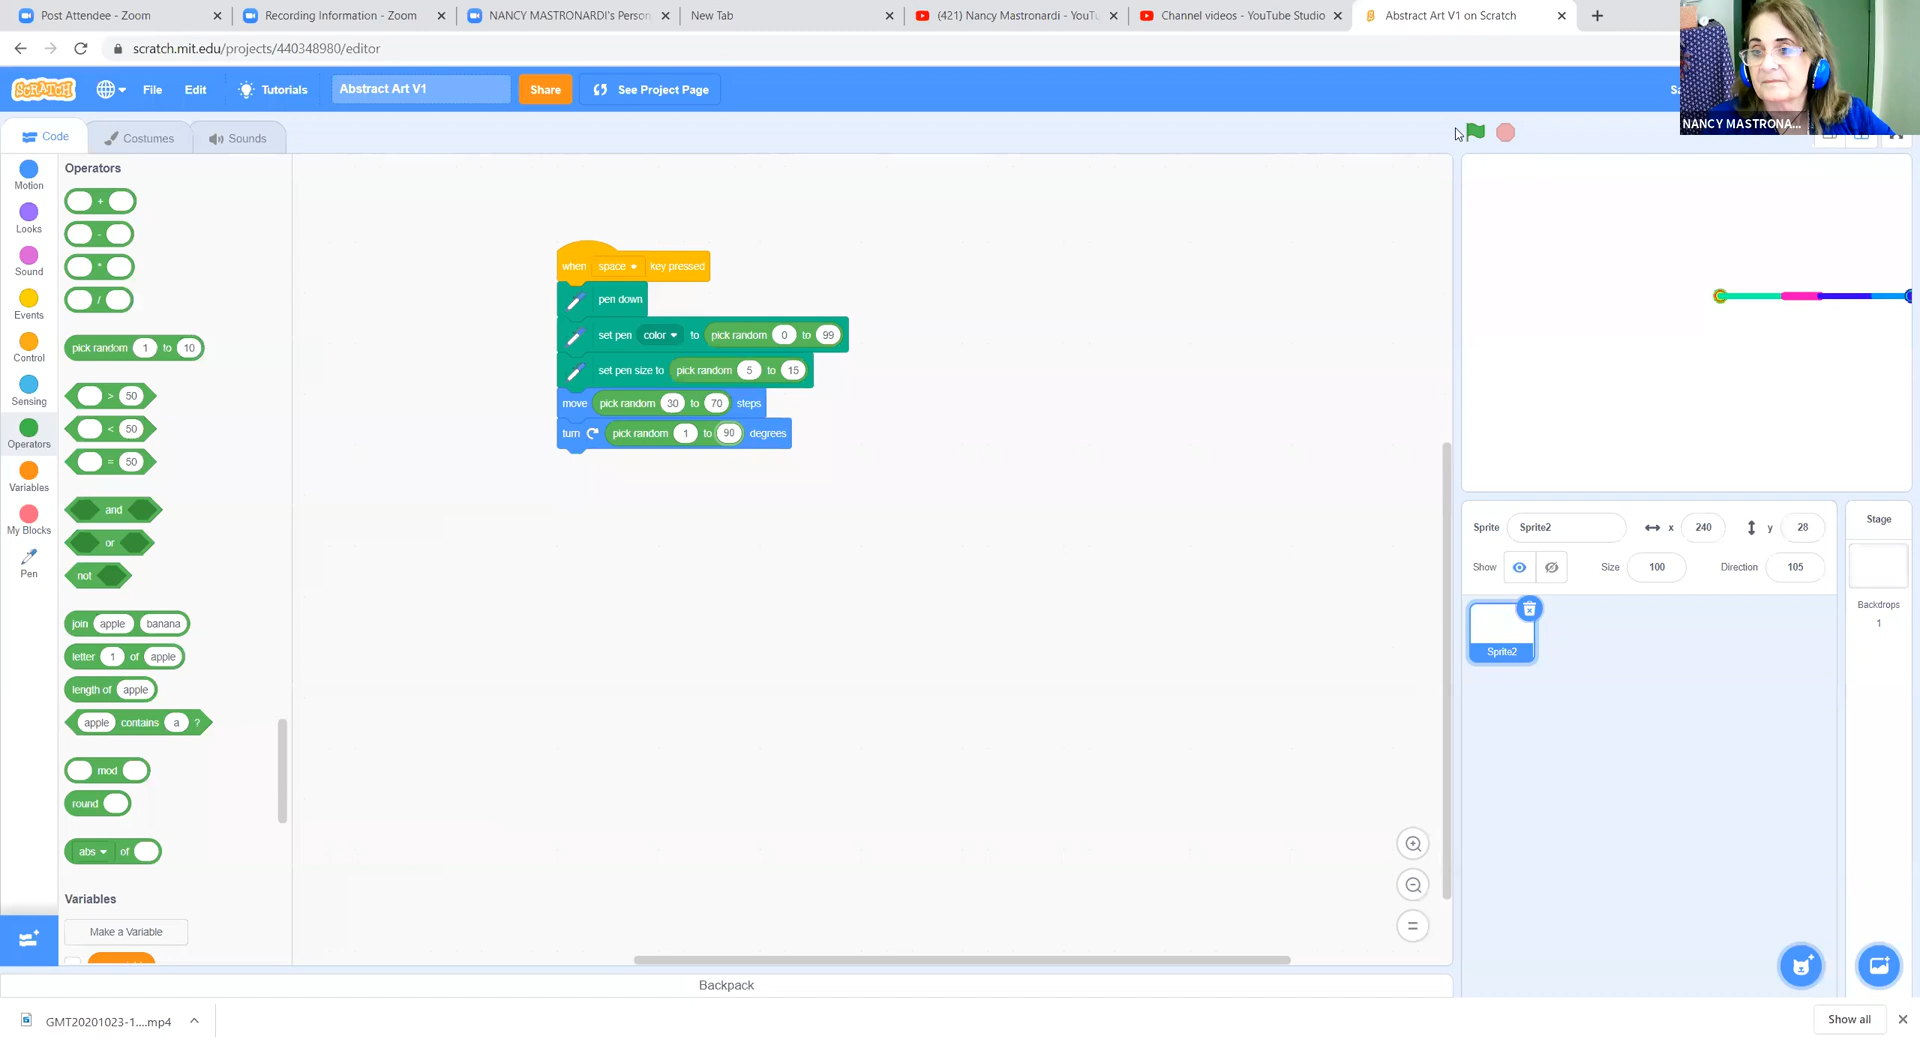 Post Attendee - Zoom
Recording Information - Zoom
NANCY MASTRONARDI's Person
New Tab
(421) Nancy Mastronardi - YouTu
Channel videos - YouTube Studio
Abstract Art V1 on Scratch
scratch.mit.edu/projects/440348980/editor
SCRATCH
File
Edit
Tutorials
Abstract Art V1
Share
See Project Page
Sa
NANCY MASTRONA...
Code
Costumes
Sounds
Motion
Looks
Sound
Events
Control
Sensing
Operators
Variables
My Blocks
Pen
Operators
+
-
*
/
pick random 1 to 10
> 50
< 50
= 50
and
or
not
join apple banana
letter 1 of apple
length of apple
apple contains a ?
mod
round
abs of
Variables
Make a Variable
when space key pressed
pen down
set pen color to pick random 0 to 99
set pen size to pick random 5 to 15
move pick random 30 to 70 steps
turn pick random 1 to 90 degrees
=
Backpack
Sprite Sprite2 x 240 y 28
Show Size 100 Direction 105
Sprite2
Stage
Backdrops
1
GMT20201023-1....mp4
Show all